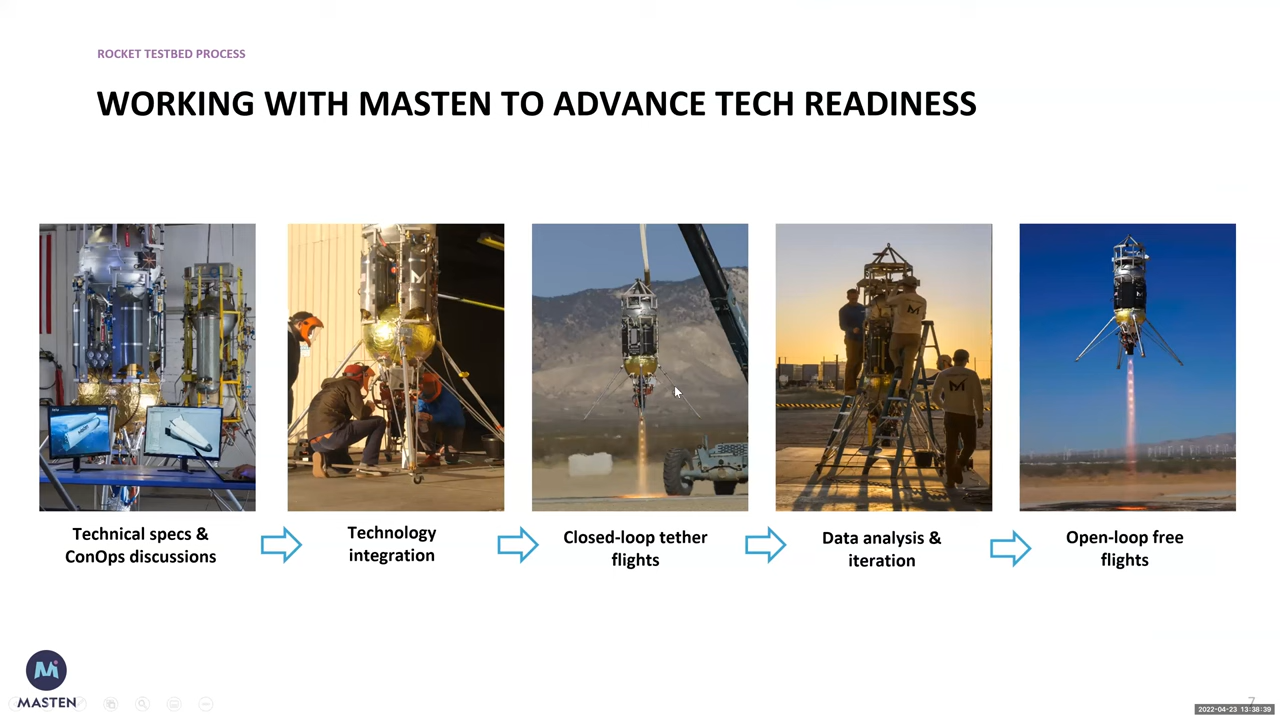 ROCKET TESTBED PROCESS
WORKING WITH MASTEN TO ADVANCE TECH READINESS
Technical specs &
ConOps discussions
Technology
integration
Closed-loop tether
flights
Data analysis &
iteration
Open-loop free
flights
MASTEN
7
2022-04-23 13:38:39